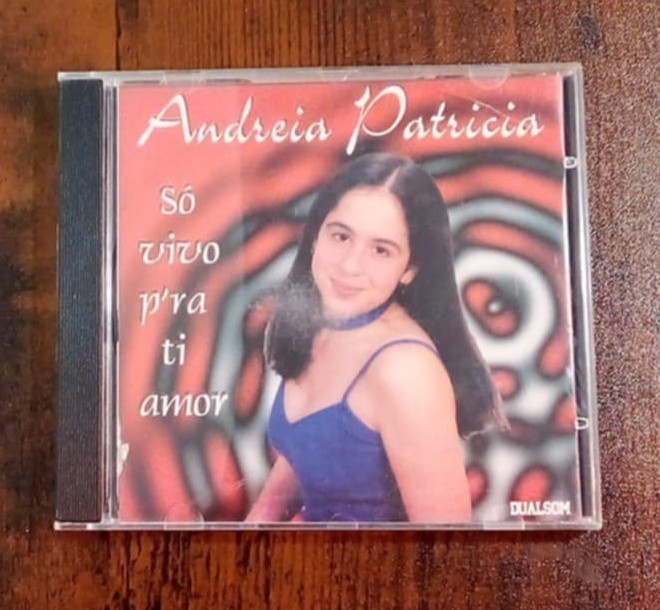 Andreia Patricia
Só
vivo
p'ra
ti
amor
DUALSOM